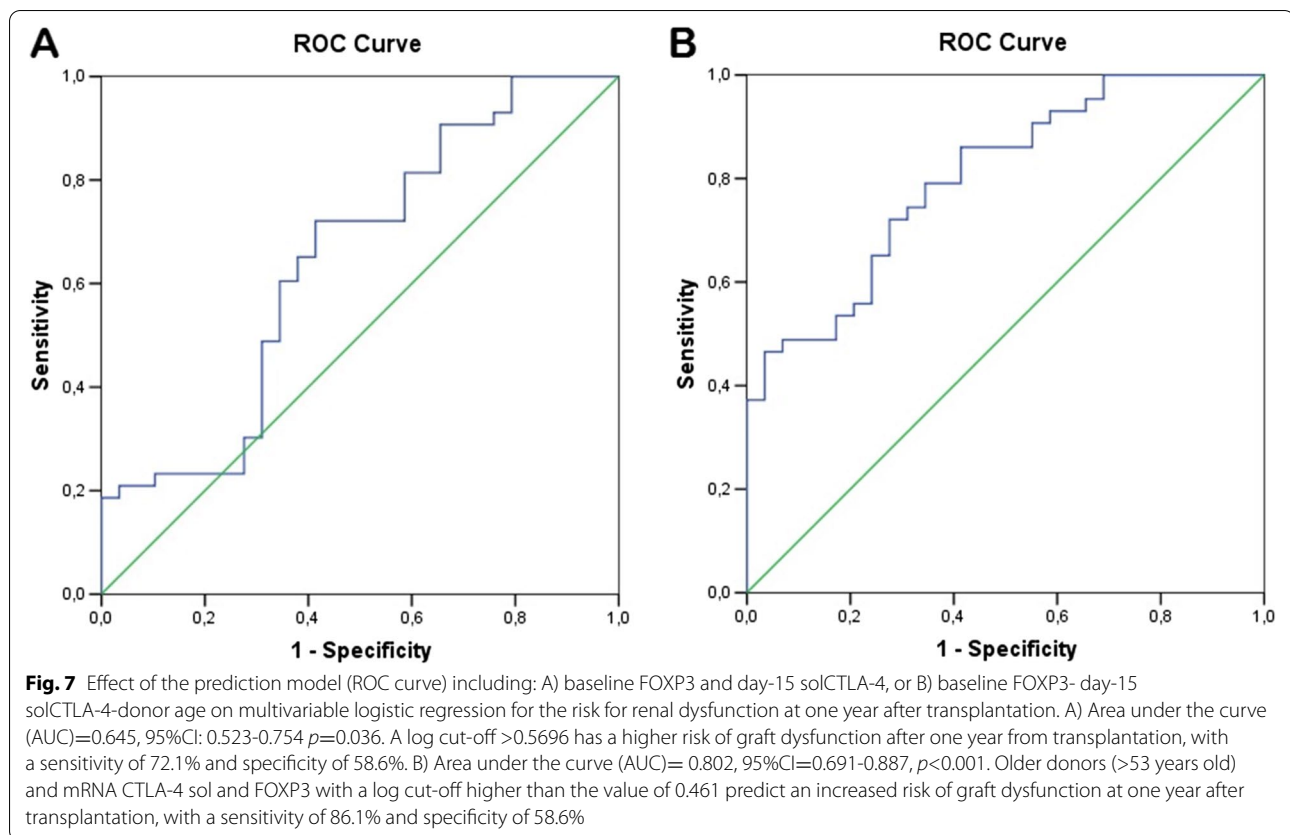 A
ROC Curve
1,0
0,8
0,6
0,4
0,2
0,0
Sensitivity
0,0 0,2 0,4 0,6 0,8 1,0
1 - Specificity
B
ROC Curve
1,0
0,8
0,6
0,4
0,2
0,0
Sensitivity
0,0 0,2 0,4 0,6 0,8 1,0
1 - Specificity
Fig. 7 Effect of the prediction model (ROC curve) including: A) baseline FOXP3 and day-15 solCTLA-4, or B) baseline FOXP3- day-15
solCTLA-4-donor age on multivariable logistic regression for the risk for renal dysfunction at one year after transplantation. A) Area under the curve
(AUC)=0.645, 95%CI: 0.523-0.754 p=0.036. A log cut-off >0.5696 has a higher risk of graft dysfunction after one year from transplantation, with
a sensitivity of 72.1% and specificity of 58.6%. B) Area under the curve (AUC)= 0.802, 95%CI=0.691-0.887, p<0.001. Older donors (>53 years old)
and mRNA CTLA-4 sol and FOXP3 with a log cut-off higher than the value of 0.461 predict an increased risk of graft dysfunction at one year after
transplantation, with a sensitivity of 86.1% and specificity of 58.6%